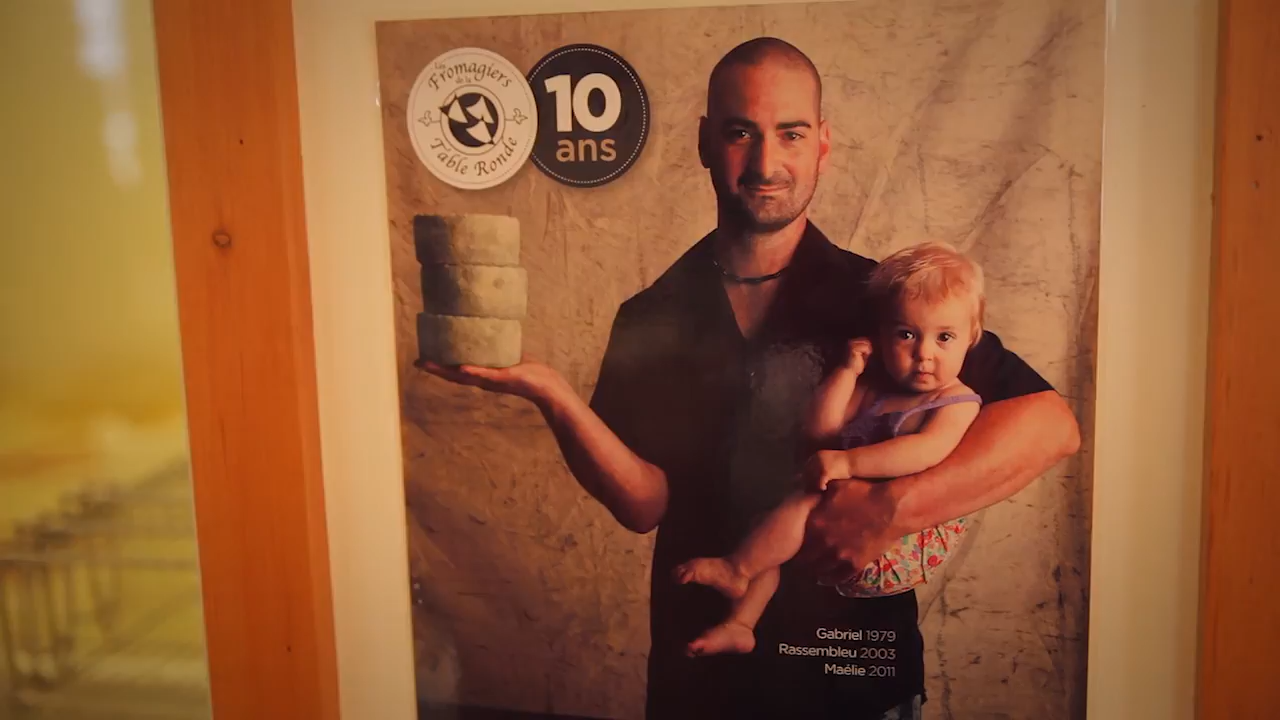 Les
Fromagiers
de la
Table Ronde
10
ans
Gabriel 1979
Rassembleu 2003
Maélie 2011